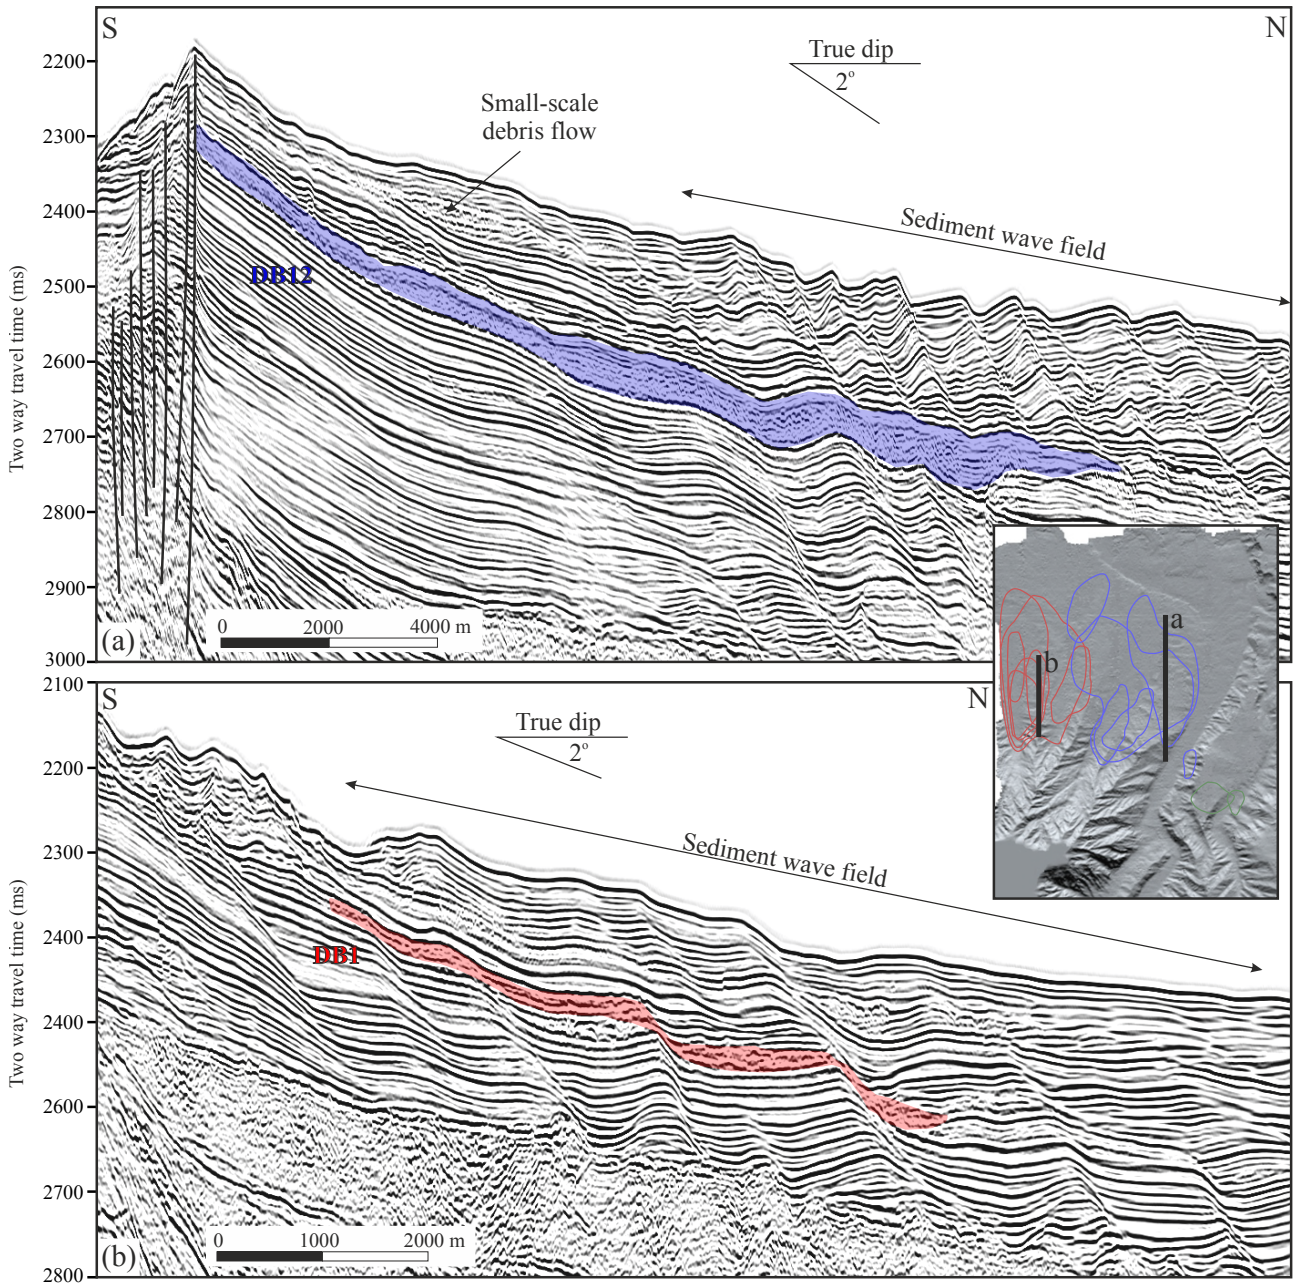 S
N
True dip
2°
Small-scale
debris flow
Sediment wave field
DB12
Two way travel time (ms)
2200
2300
2400
2500
2600
2700
2800
2900
3000
0
2000
4000 m
(a)
a
b
2100
S
N
True dip
2°
Sediment wave field
DB1
Two way travel time (ms)
2200
2300
2400
2400
2600
2700
2800
0
1000
2000 m
(b)